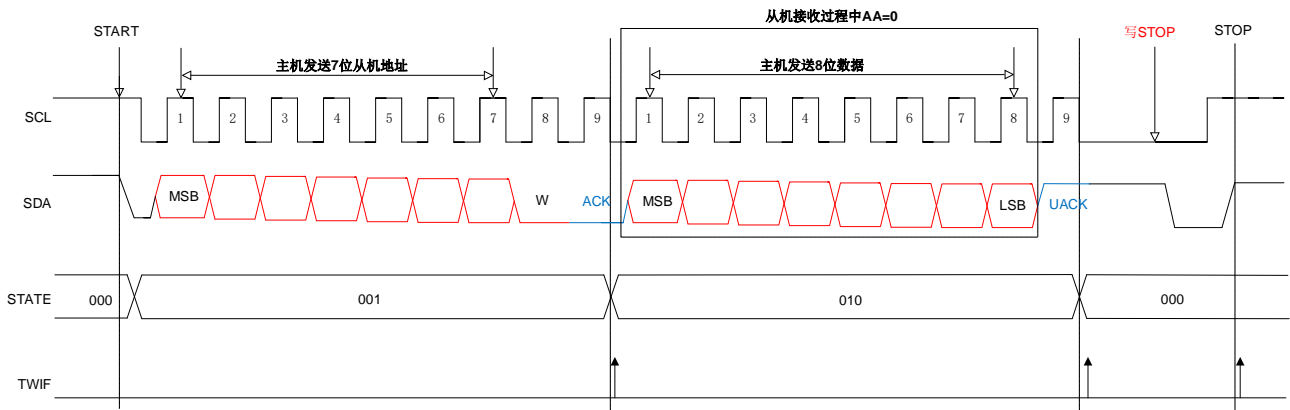 从机接收过程中AA=0
START
写STOP
STOP
主机发送7位从机地址
主机发送8位数据
SCL
1 2 3 4 5 6 7 8 9 1 2 3 4 5 6 7 8 9
SDA
MSB W ACK MSB LSB UACK
STATE 000 001 010 000
TWIF